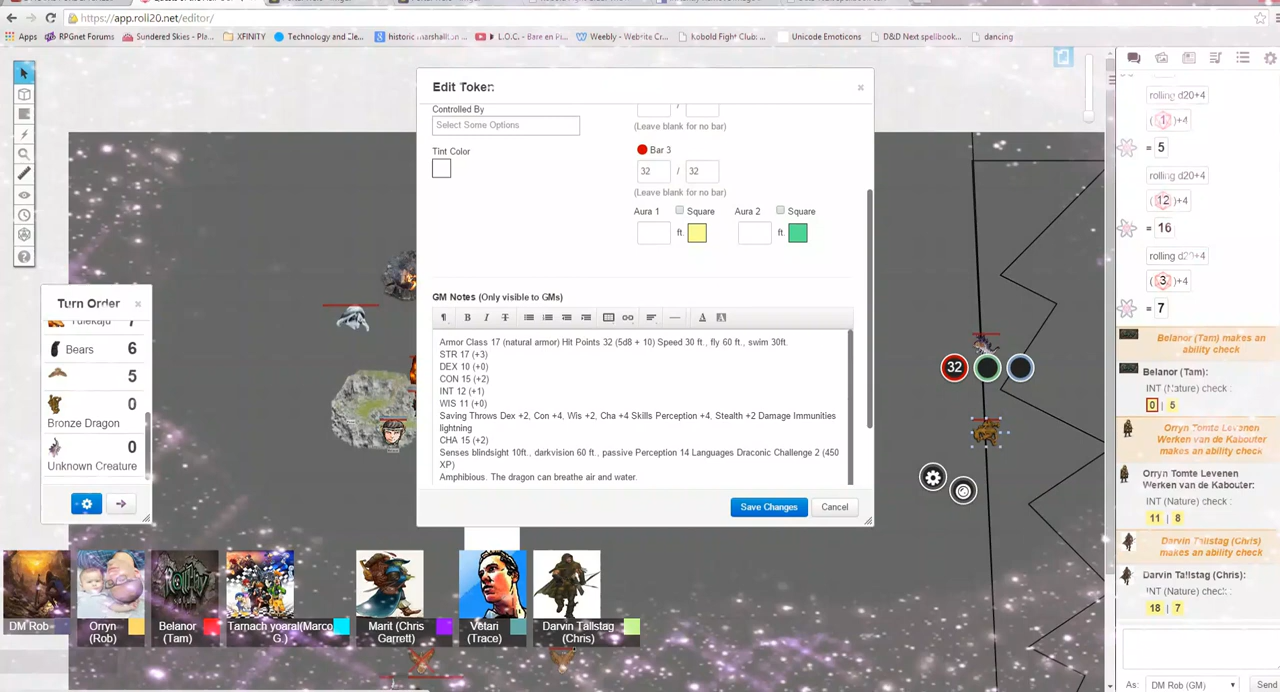 https://app.roll20.net/editor/
Apps
RPGnet Forums
Sundered Skies - Pla...
XFINITY
Technology and Ele...
historic marshallton ...
L.O.C. - Bare en Pi...
Weebly - Website Cr...
Kobold Fight Club: ...
Unicode Emoticons
D&D Next spellbook...
dancing
Edit Token
Controlled By
Select Some Options
Tint Color
/
(Leave blank for no bar)
Bar 3
32 / 32
(Leave blank for no bar)
Aura 1 Square Aura 2 Square
ft. ft.
GM Notes (Only visible to GMs)
Armor Class 17 (natural armor) Hit Points 32 (5d8 + 10) Speed 30 ft., fly 60 ft., swim 30ft.
STR 17 (+3)
DEX 10 (+0)
CON 15 (+2)
INT 12 (+1)
WIS 11 (+0)
Saving Throws Dex +2, Con +4, Wis +2, Cha +4 Skills Perception +4, Stealth +2 Damage Immunities
lightning
CHA 15 (+2)
Senses blindsight 10ft., darkvision 60 ft., passive Perception 14 Languages Draconic Challenge 2 (450
XP)
Amphibious. The dragon can breathe air and water.
Save Changes
Cancel
Turn Order
Bears 6
5
0
Bronze Dragon
0
Unknown Creature
32
DM Rob
Orryn
(Rob)
Belanor
(Tam)
Tarnach yoaral(Marco
G.)
Marit (Chris
Garrett)
Vetari
(Trace)
Darvin Tallstag
(Chris)
rolling d20+4
(1)+4
= 5
rolling d20+4
(12)+4
= 16
rolling d20+4
(3)+4
= 7
Belanor (Tam) makes an
ability check
Belanor (Tam):
INT (Nature) check :
0 | 5
Orryn Tomte Levenen
Werken van de Kabouter
makes an ability check
Orryn Tomte Levenen
Werken van de Kabouter:
INT (Nature) check :
11 | 8
Darvin Tallstag (Chris)
makes an ability check
Darvin Tallstag (Chris):
INT (Nature) check :
18 | 7
As:
DM Rob (GM)
Send